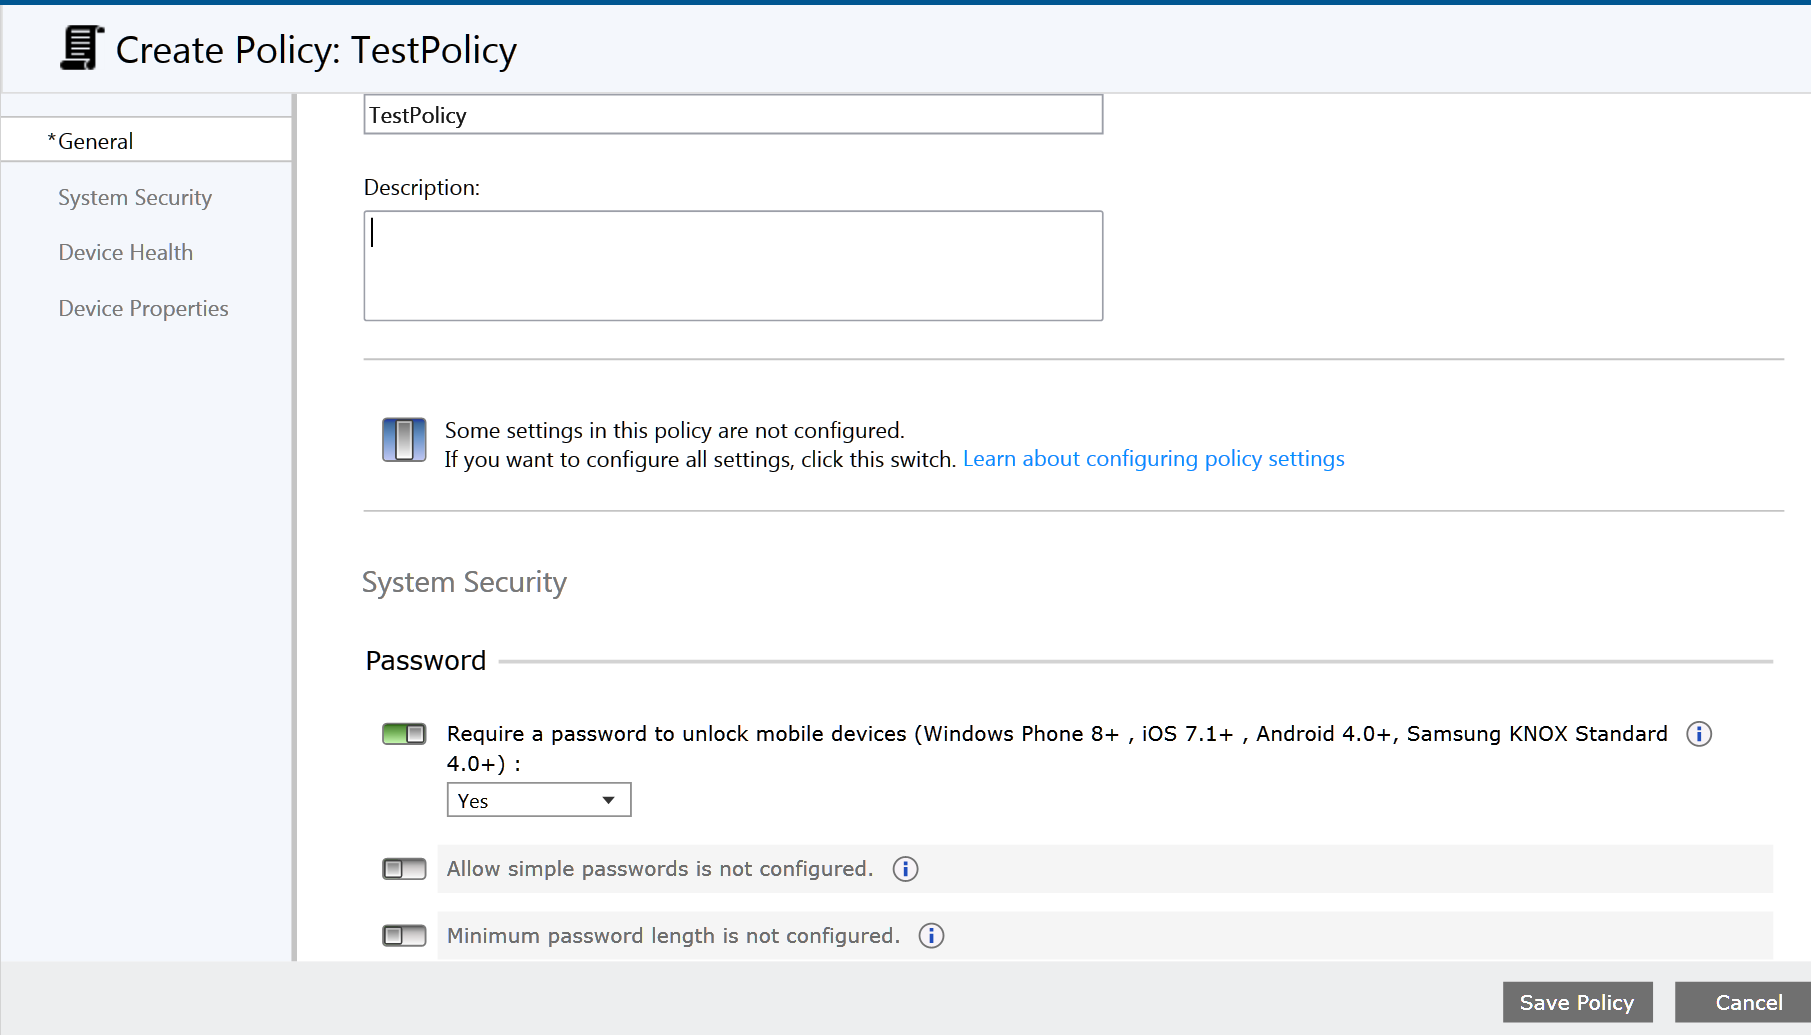 Create Policy: TestPolicy
TestPolicy
*General
System Security
Device Health
Device Properties
Description:
Some settings in this policy are not configured.
If you want to configure all settings, click this switch. Learn about configuring policy settings
System Security
Password
Require a password to unlock mobile devices (Windows Phone 8+ , iOS 7.1+ , Android 4.0+, Samsung KNOX Standard
4.0+) :
Yes
Allow simple passwords is not configured.
Minimum password length is not configured.
Save Policy
Cancel